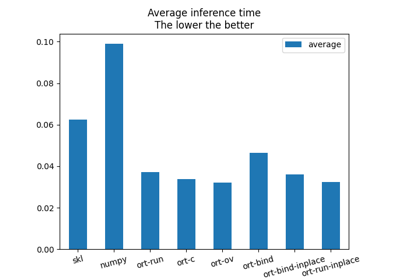 Average inference time
The lower the better
average
0.10
0.08
0.06
0.04
0.02
0.00
skl
numpy
ort-run
ort-c
ort-ov
ort-bind
ort-bind-inplace
ort-run-inplace